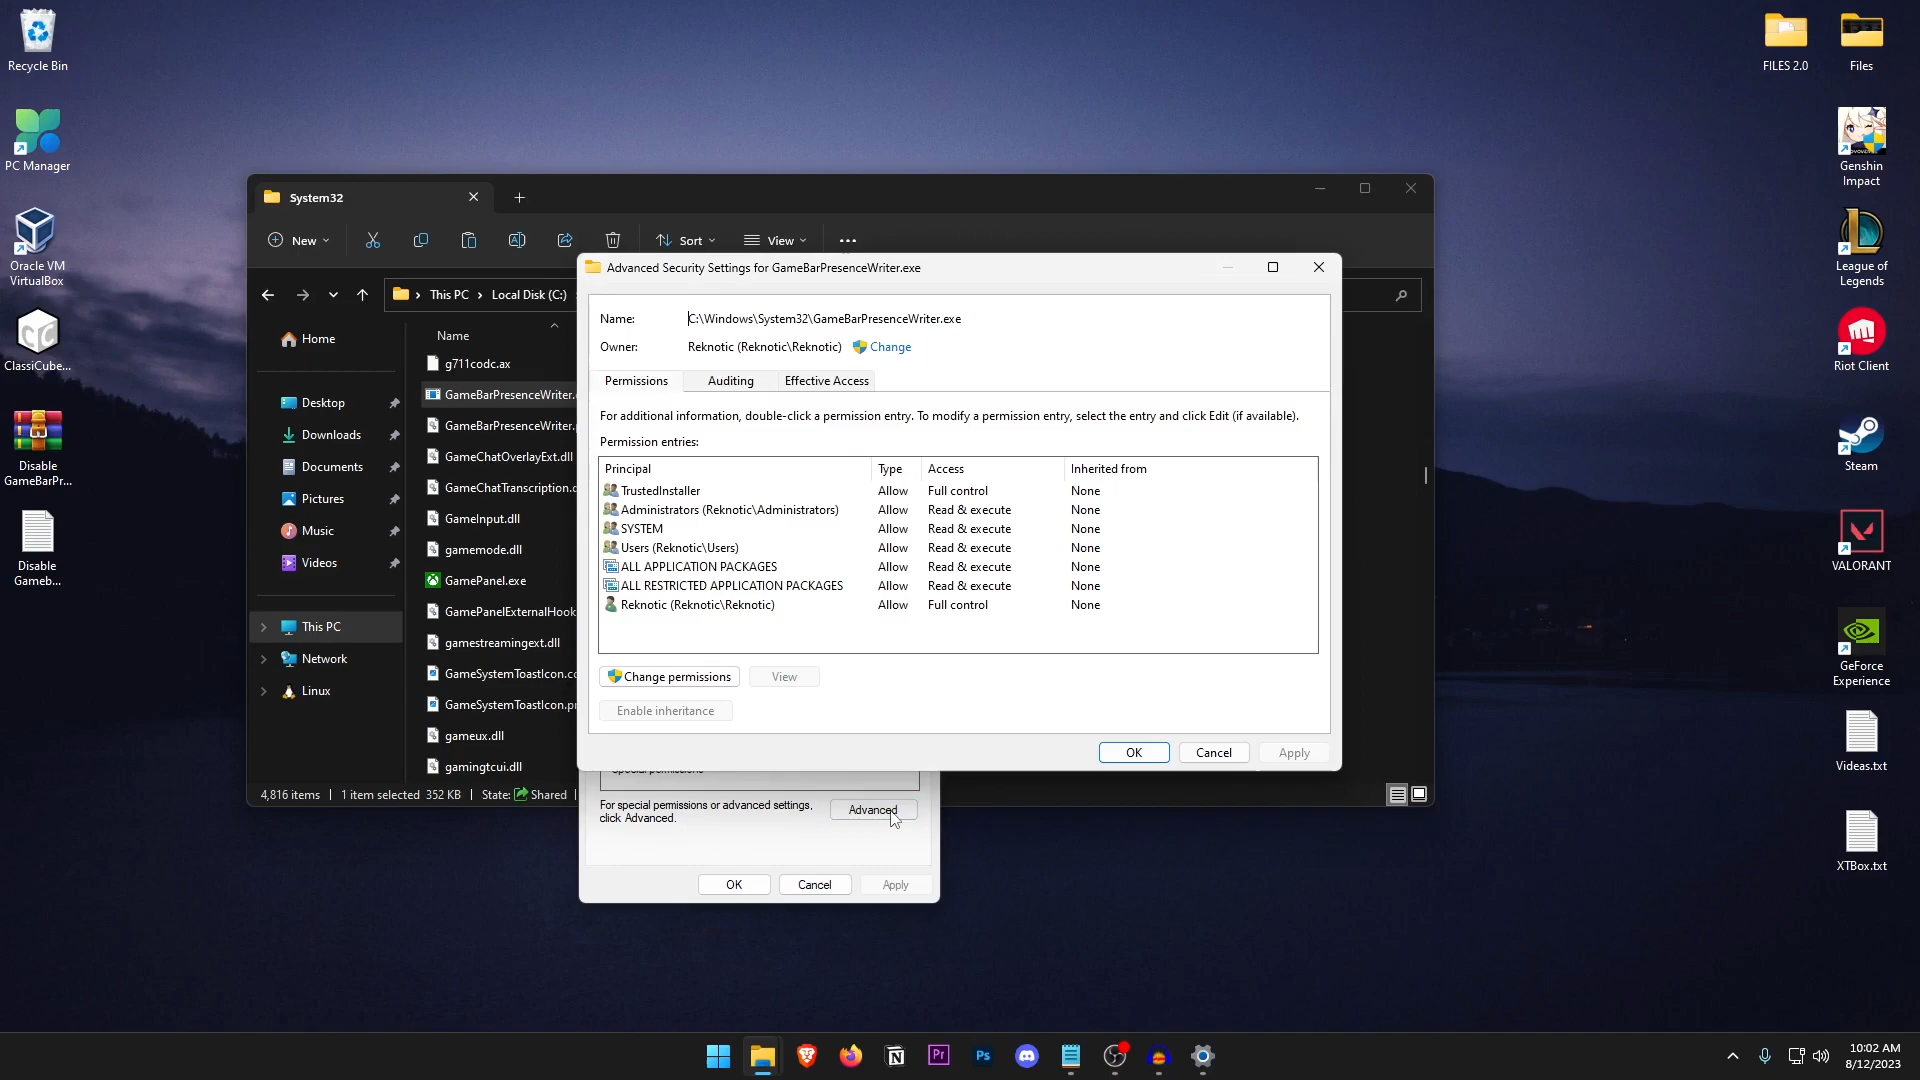 Recycle Bin
PC Manager
Oracle VM
VirtualBox
ClassiCube...
Disable
GameBarPr...
Disable
Gameb...
FILES 2.0
Files
Genshin
Impact
League of
Legends
Riot Client
Steam
VALORANT
GeForce
Experience
Videas.txt
XTBox.txt
System32
New
Sort
View
This PC
Local Disk (C:)
Home
Desktop
Downloads
Documents
Pictures
Music
Videos
This PC
Network
Linux
Name
g711codc.ax
GameBarPresenceWriter.
GameBarPresenceWriter.
GameChatOverlayExt.dll
GameChatTranscription.
GameInput.dll
gamemode.dll
GamePanel.exe
GamePanelExternalHook
gamestreamingext.dll
GameSystemToastIcon.
GameSystemToastIcon.
gameux.dll
gamingtcui.dll
4,816 items
1 item selected 352 KB
State: Shared
Advanced Security Settings for GameBarPresenceWriter.exe
Name: C:\Windows\System32\GameBarPresenceWriter.exe
Owner: Reknotic (Reknotic\Reknotic) Change
Permissions Auditing Effective Access
For additional information, double-click a permission entry. To modify a permission entry, select the entry and click Edit (if available).
Permission entries:
Principal Type Access Inherited from
TrustedInstaller Allow Full control None
Administrators (Reknotic\Administrators) Allow Read & execute None
SYSTEM Allow Read & execute None
Users (Reknotic\Users) Allow Read & execute None
ALL APPLICATION PACKAGES Allow Read & execute None
ALL RESTRICTED APPLICATION PACKAGES Allow Read & execute None
Reknotic (Reknotic\Reknotic) Allow Full control None
Change permissions View
Enable inheritance
OK Cancel Apply
Special permissions
For special permissions or advanced settings,
click Advanced.
Advanced
OK Cancel Apply
Pr
Ps
10:02 AM
8/12/2023